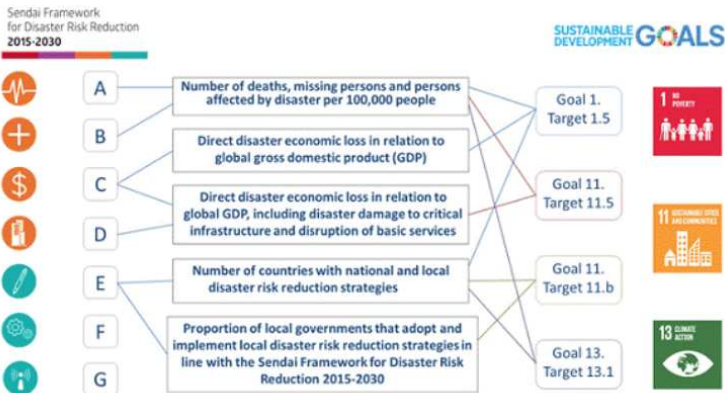 Sendai Framework
for Disaster Risk Reduction
2015-2030
SUSTAINABLE
DEVELOPMENT
GOALS
A
B
C
D
E
F
G
Number of deaths, missing persons and persons
affected by disaster per 100,000 people
Direct disaster economic loss in relation to
global gross domestic product (GDP)
Direct disaster economic loss in relation to
global GDP, including disaster damage to critical
infrastructure and disruption of basic services
Number of countries with national and local
disaster risk reduction strategies
Proportion of local governments that adopt and
implement local disaster risk reduction strategies in
line with the Sendai Framework for Disaster Risk
Reduction 2015-2030
Goal 1.
Target 1.5
Goal 11.
Target 11.5
Goal 11.
Target 11.b
Goal 13.
Target 13.1
1 NO
POVERTY
11 SUSTAINABLE CITIES
AND COMMUNITIES
13 CLIMATE
ACTION